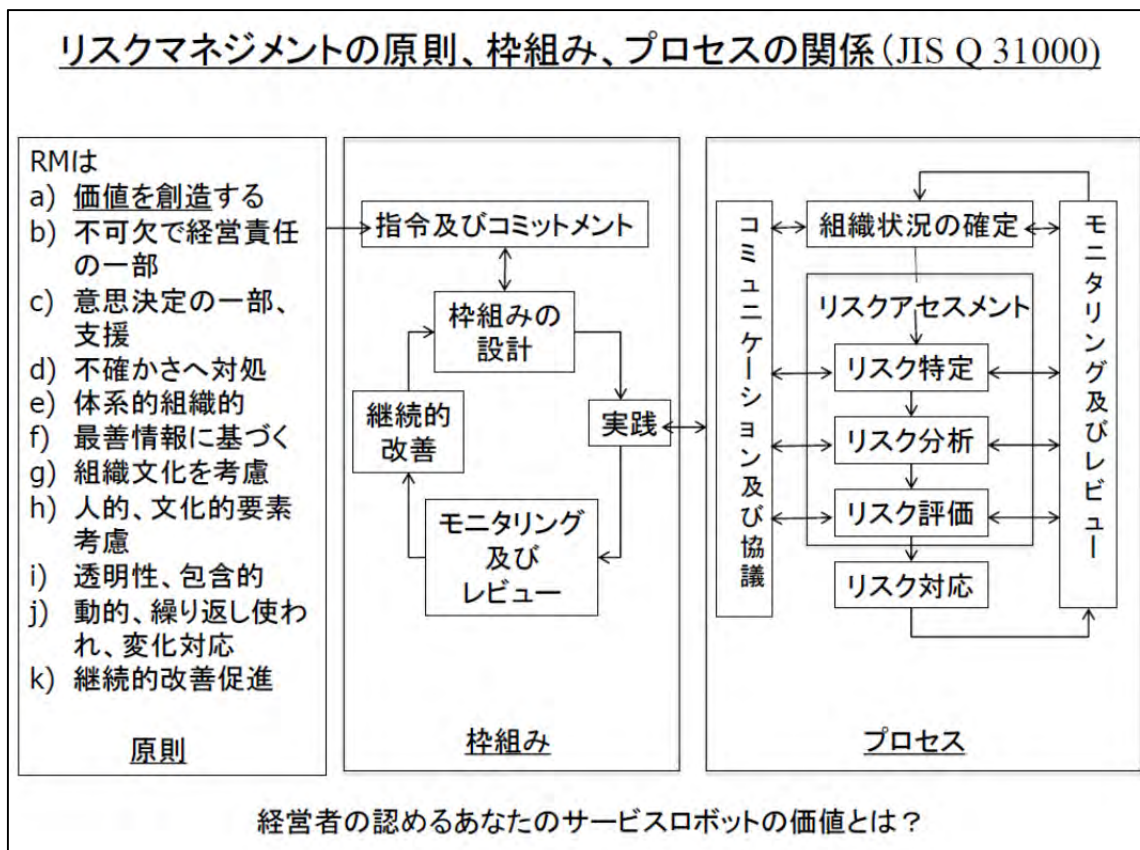 リスクマネジメントの原則、枠組み、プロセスの関係(JIS Q 31000)
RMは
a) 価値を創造する
b) 不可欠で経営責任
の一部
c) 意思決定の一部、
支援
d) 不確かさへ対処
e) 体系的組織的
f) 最善情報に基づく
g) 組織文化を考慮
h) 人的、文化的要素
考慮
i) 透明性、包含的
j) 動的、繰り返し使わ
れ、変化対応
k) 継続的改善促進
原則
指令及びコミットメント
枠組みの
設計
実践
継続的
改善
モニタリング
及び
レビュー
枠組み
コミュニケーション及び協議
組織状況の確定
リスクアセスメント
リスク特定
リスク分析
リスク評価
リスク対応
モニタリング及びレビュー
プロセス
経営者の認めるあなたのサービスロボットの価値とは?